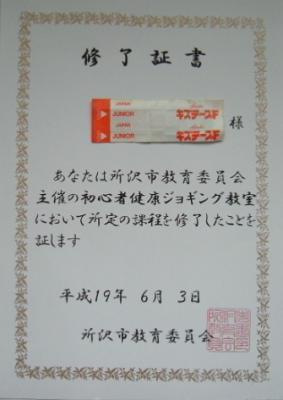 修了証書
JAPAN
JUNIOR
キズテープF
JAPAN
JUNIOR
キズテープF
様
あなたは所沢市教育委員会
主催の初心者健康ジョギング教室
において所定の課程を修了したことを
証します
平成19年 6月 3日
所沢市教育委員会